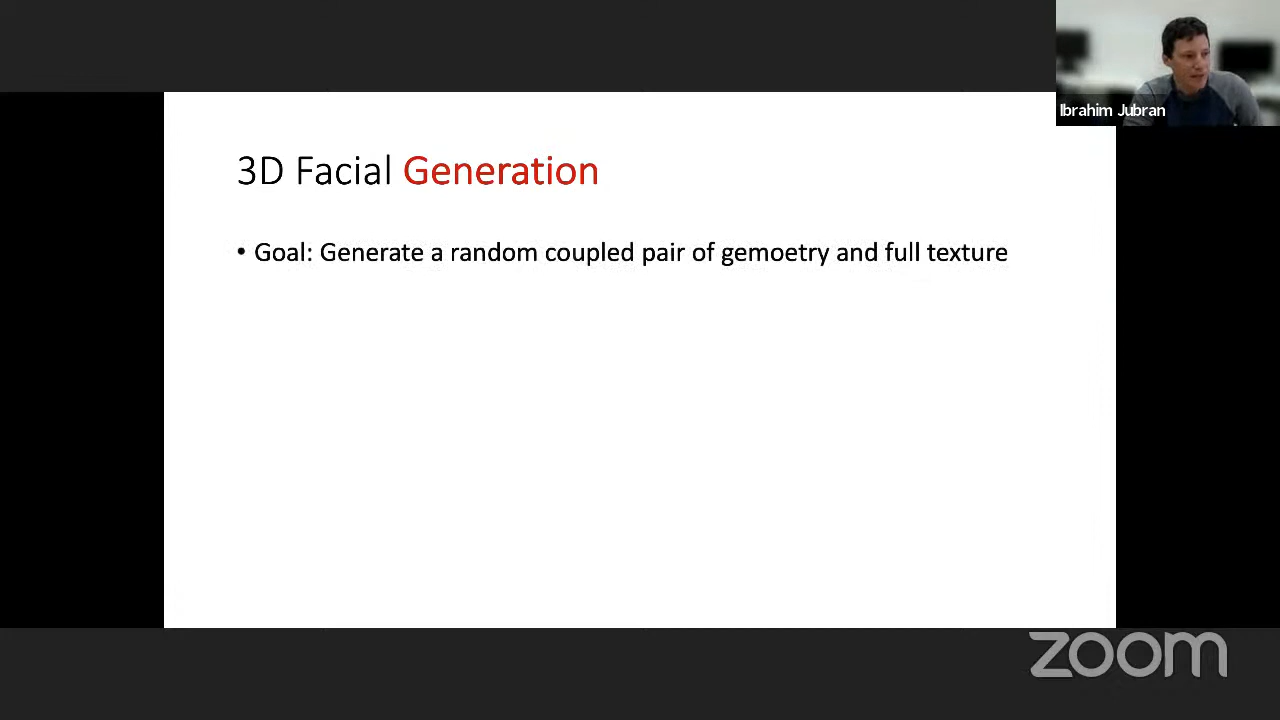 Ibrahim Jubran
3D Facial Generation
• Goal: Generate a random coupled pair of gemoetry and full texture
zoom